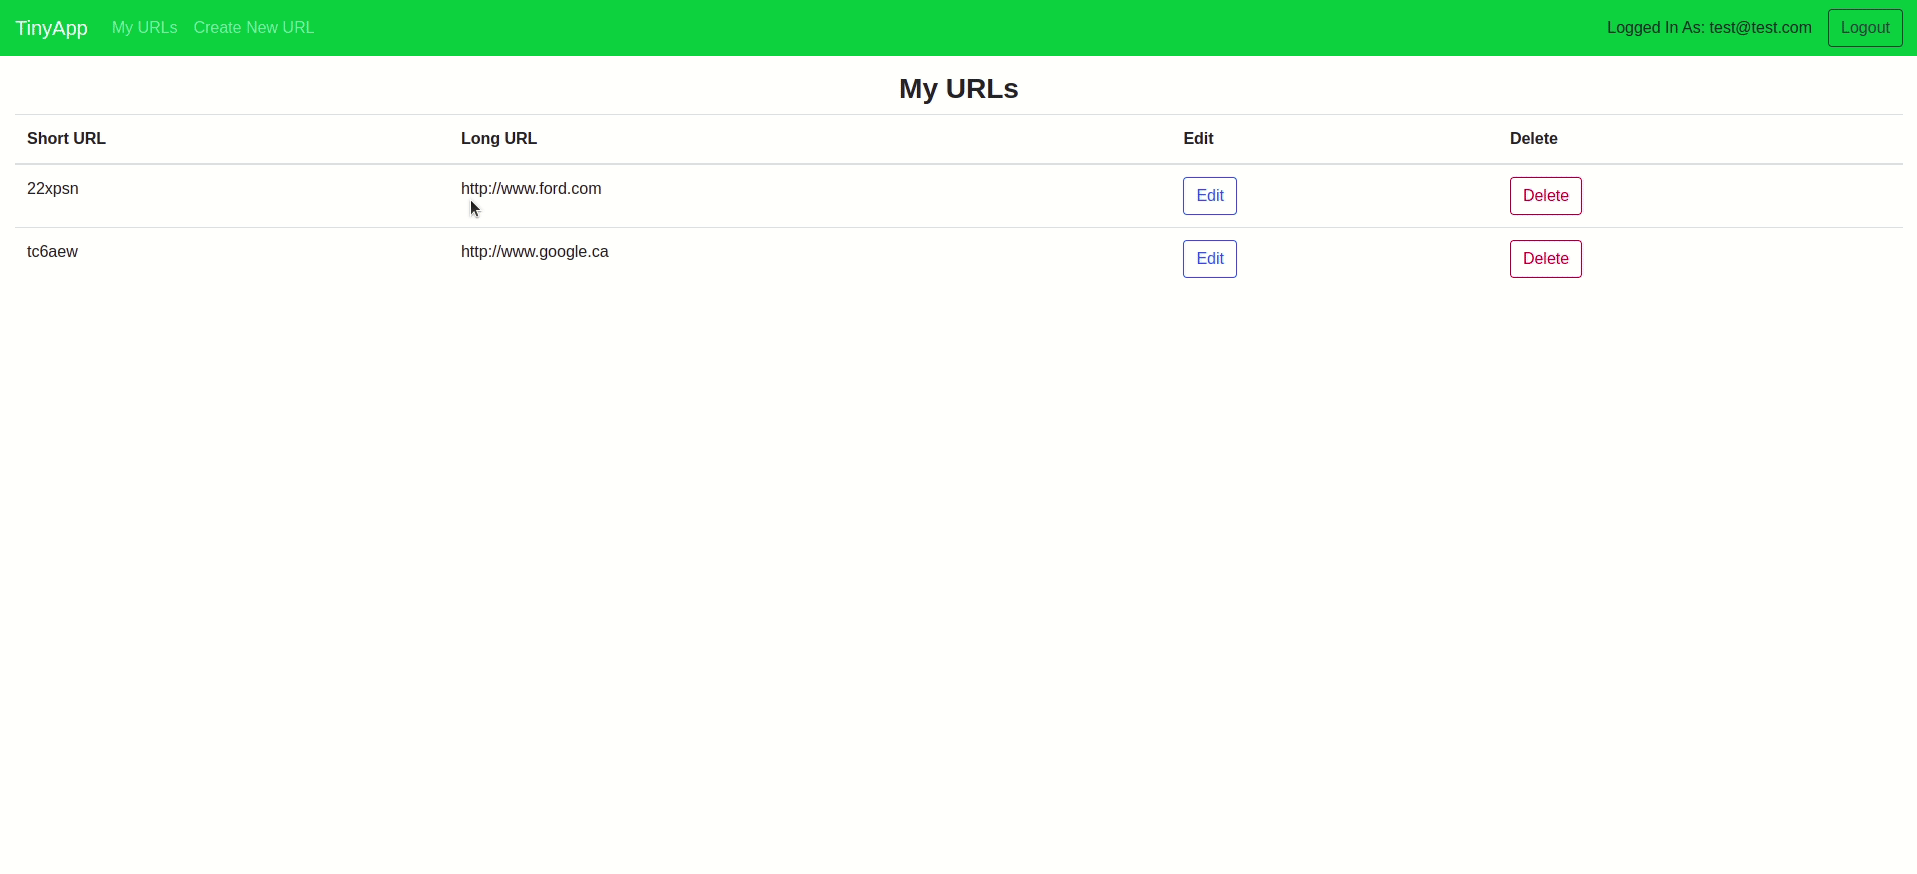 TinyApp My URLs Create New URL Logged In As: test@test.com Logout
My URLs
Short URL Long URL Edit Delete
22xpsn http://www.ford.com Edit Delete
tc6aew http://www.google.ca Edit Delete